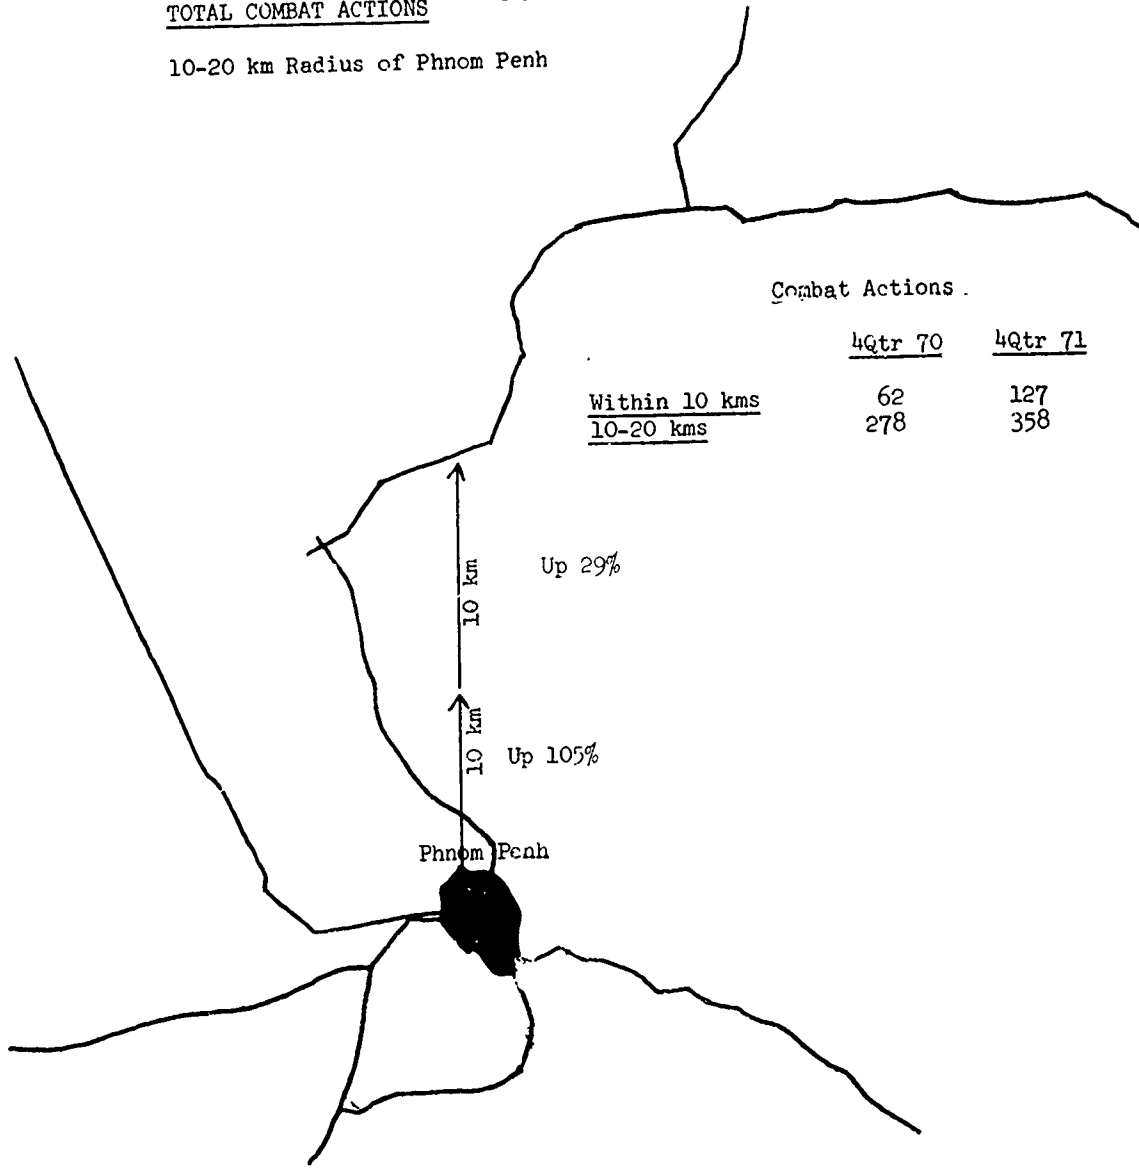 TOTAL COMBAT ACTIONS
10-20 km Radius of Phnom Penh
Combat Actions
4Qtr 70 4Qtr 71
Within 10 kms 62 127
10-20 kms 278 358
10 km
Up 29%
10 km
Up 105%
Phnom Penh